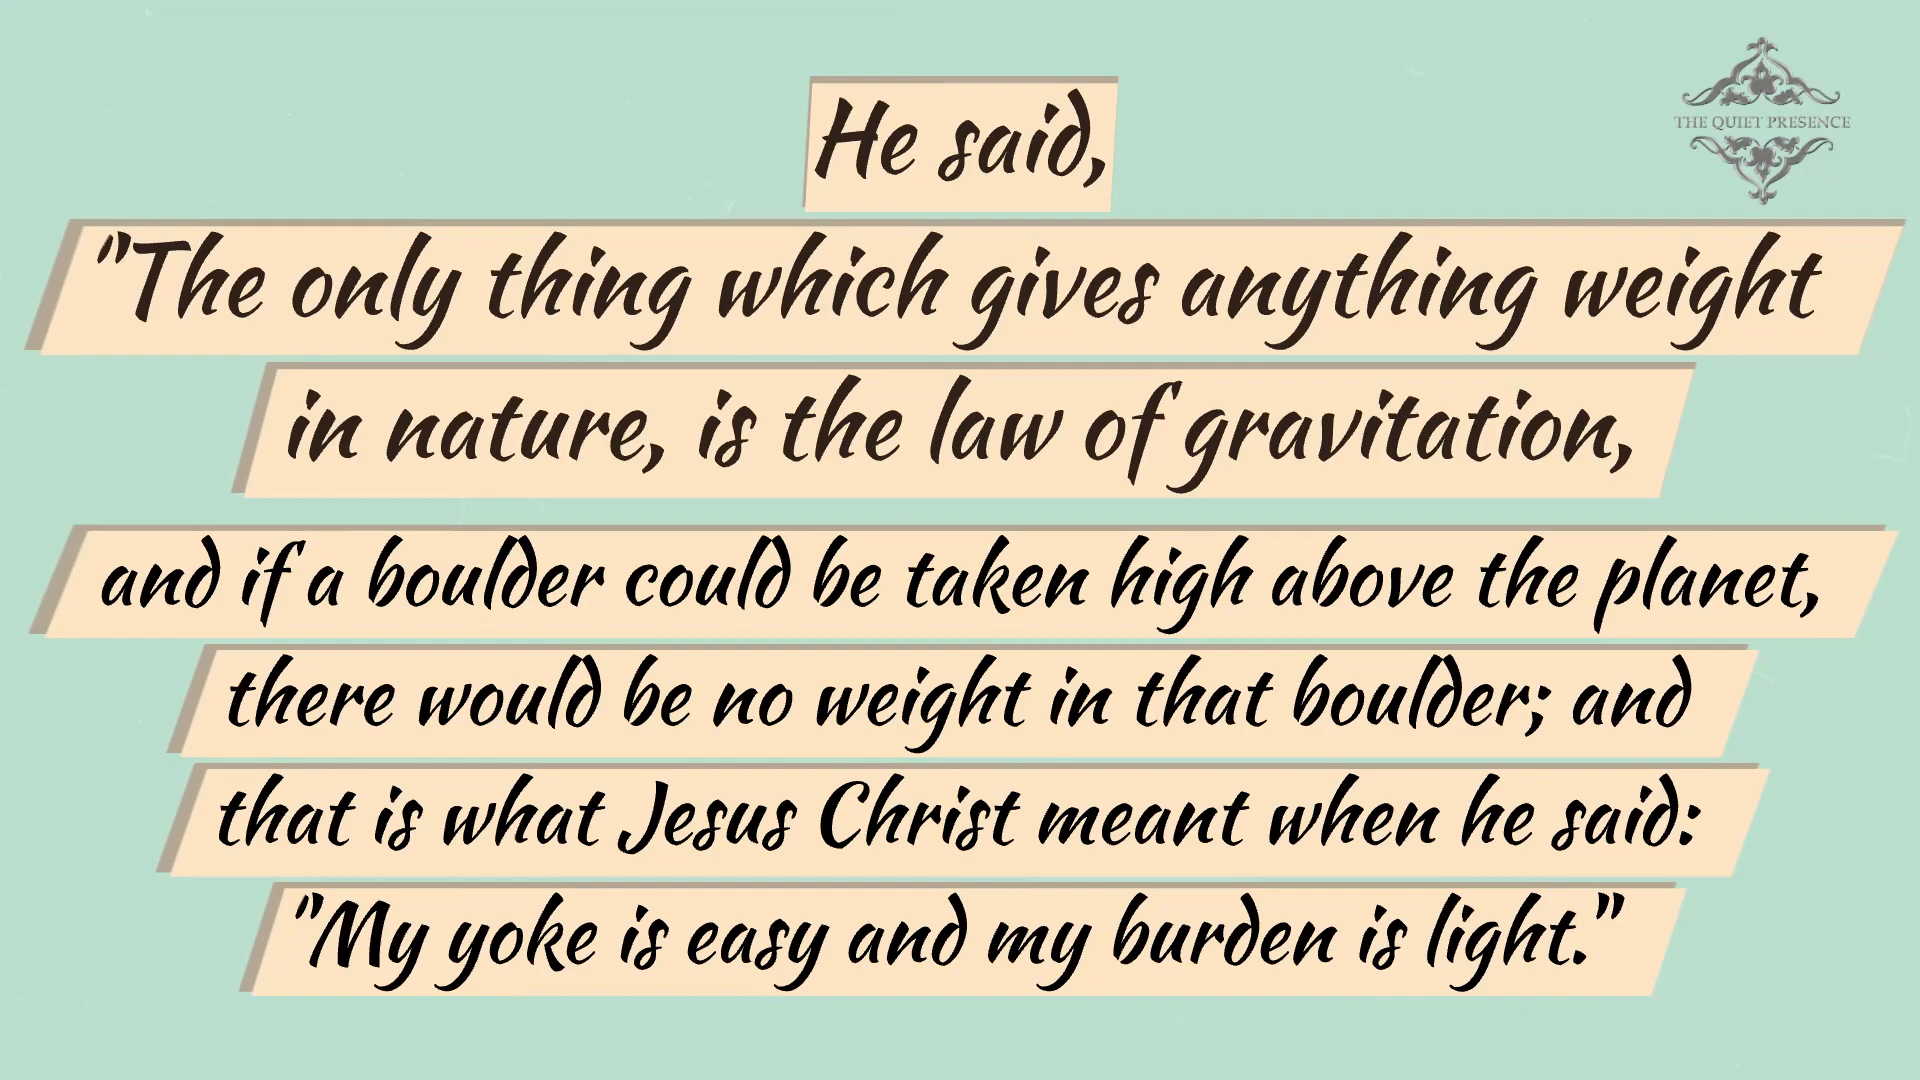 THE QUIET PRESENCE
He said,
"The only thing which gives anything weight
in nature, is the law of gravitation,
and if a boulder could be taken high above the planet,
there would be no weight in that boulder; and
that is what Jesus Christ meant when he said:
"My yoke is easy and my burden is light."